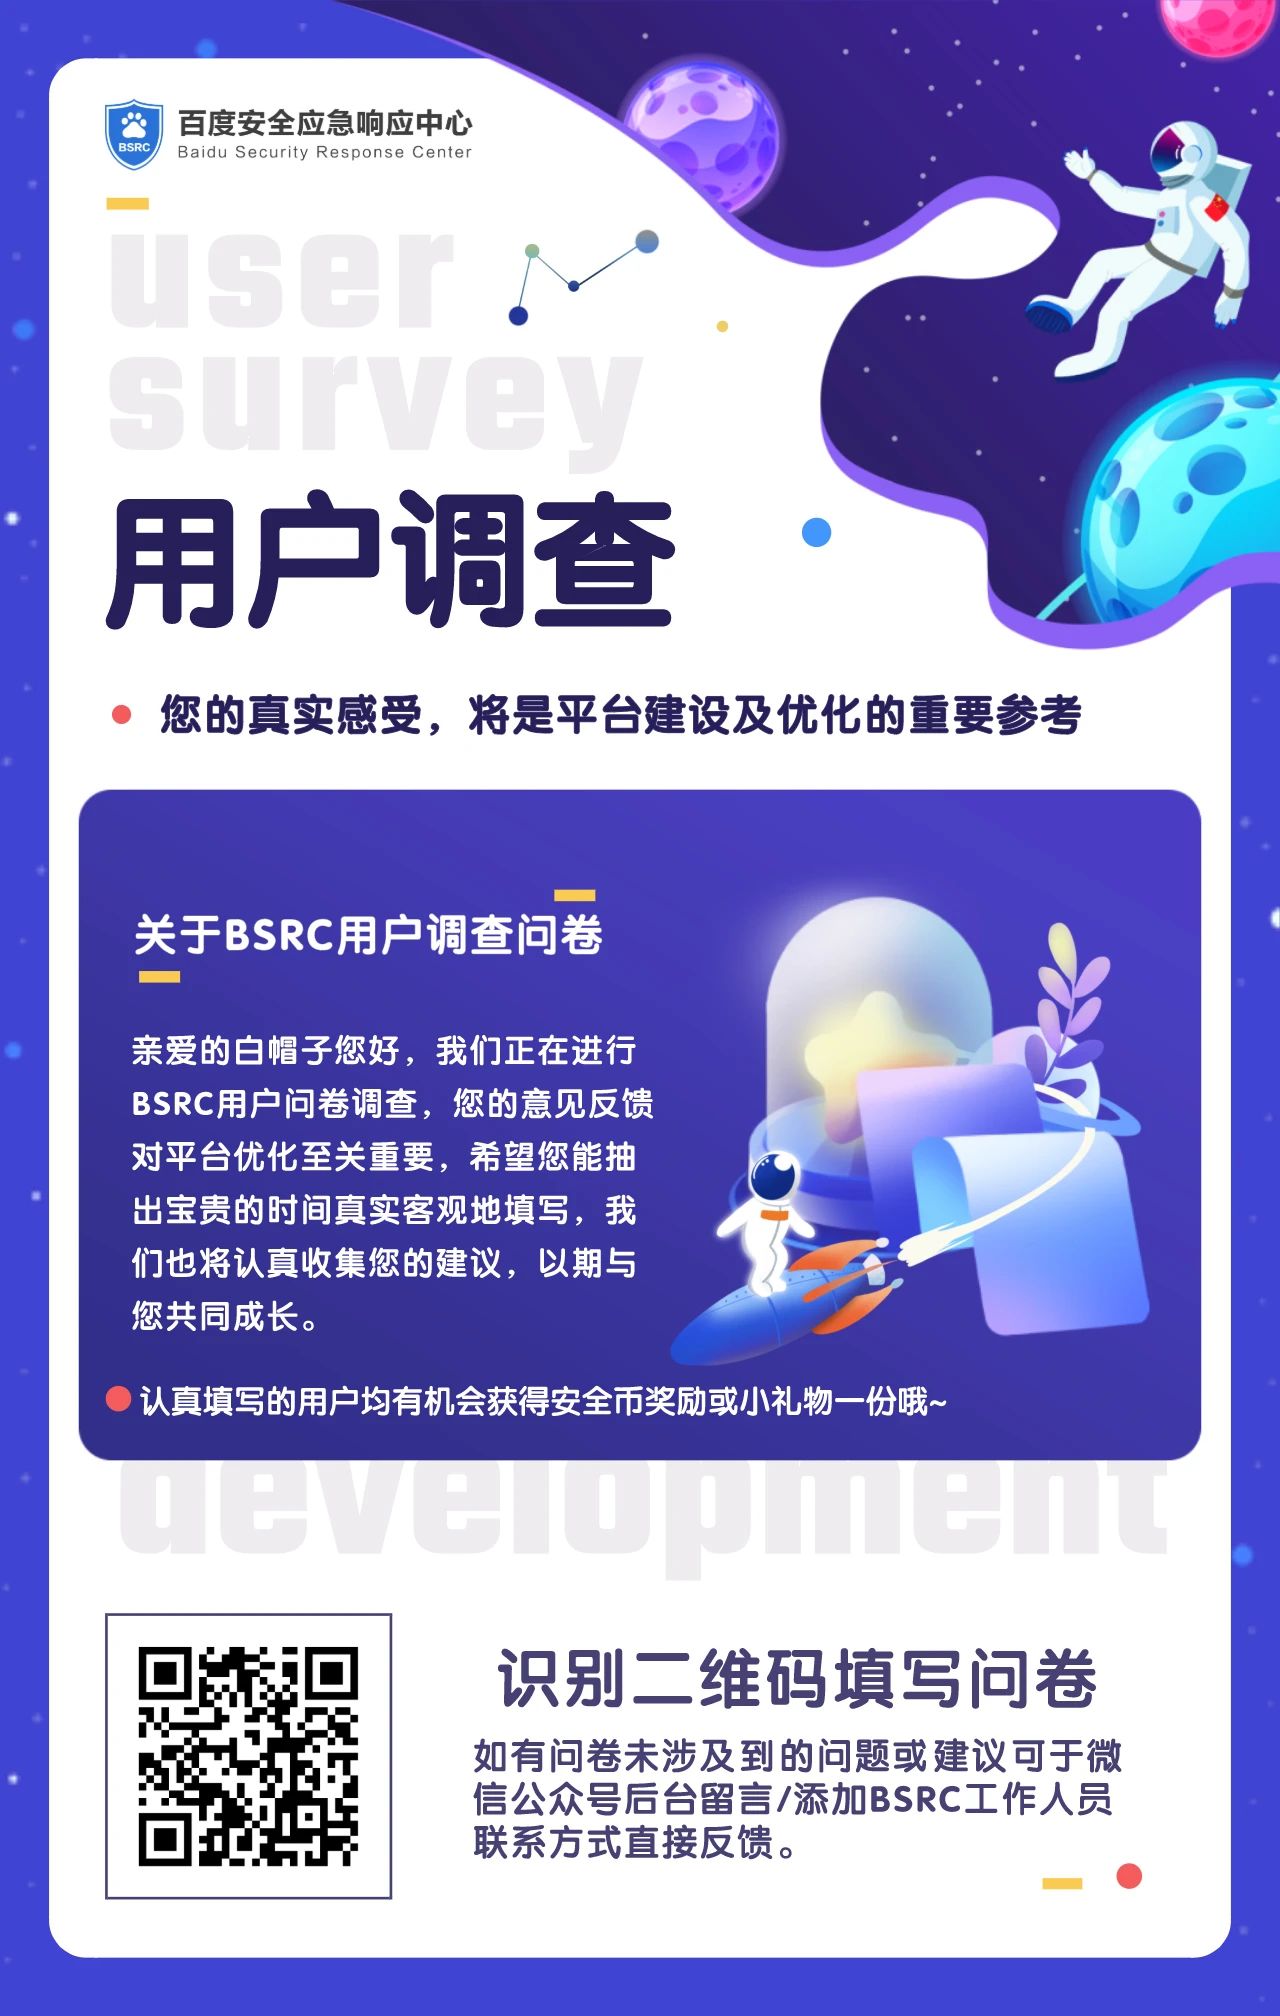 百度安全应急响应中心
BSRC
Baidu Security Response Center
user
survey
用户调查
您的真实感受，将是平台建设及优化的重要参考
关于BSRC用户调查问卷
亲爱的白帽子您好，我们正在进行
BSRC用户问卷调查，您的意见反馈
对平台优化至关重要，希望您能抽
出宝贵的时间真实客观地填写，我
们也将认真收集您的建议，以期与
您共同成长。
认真填写的用户均有机会获得安全币奖励或小礼物一份哦~
development
识别二维码填写问卷
如有问卷未涉及到的问题或建议可于微
信公众号后台留言/添加BSRC工作人员
联系方式直接反馈。